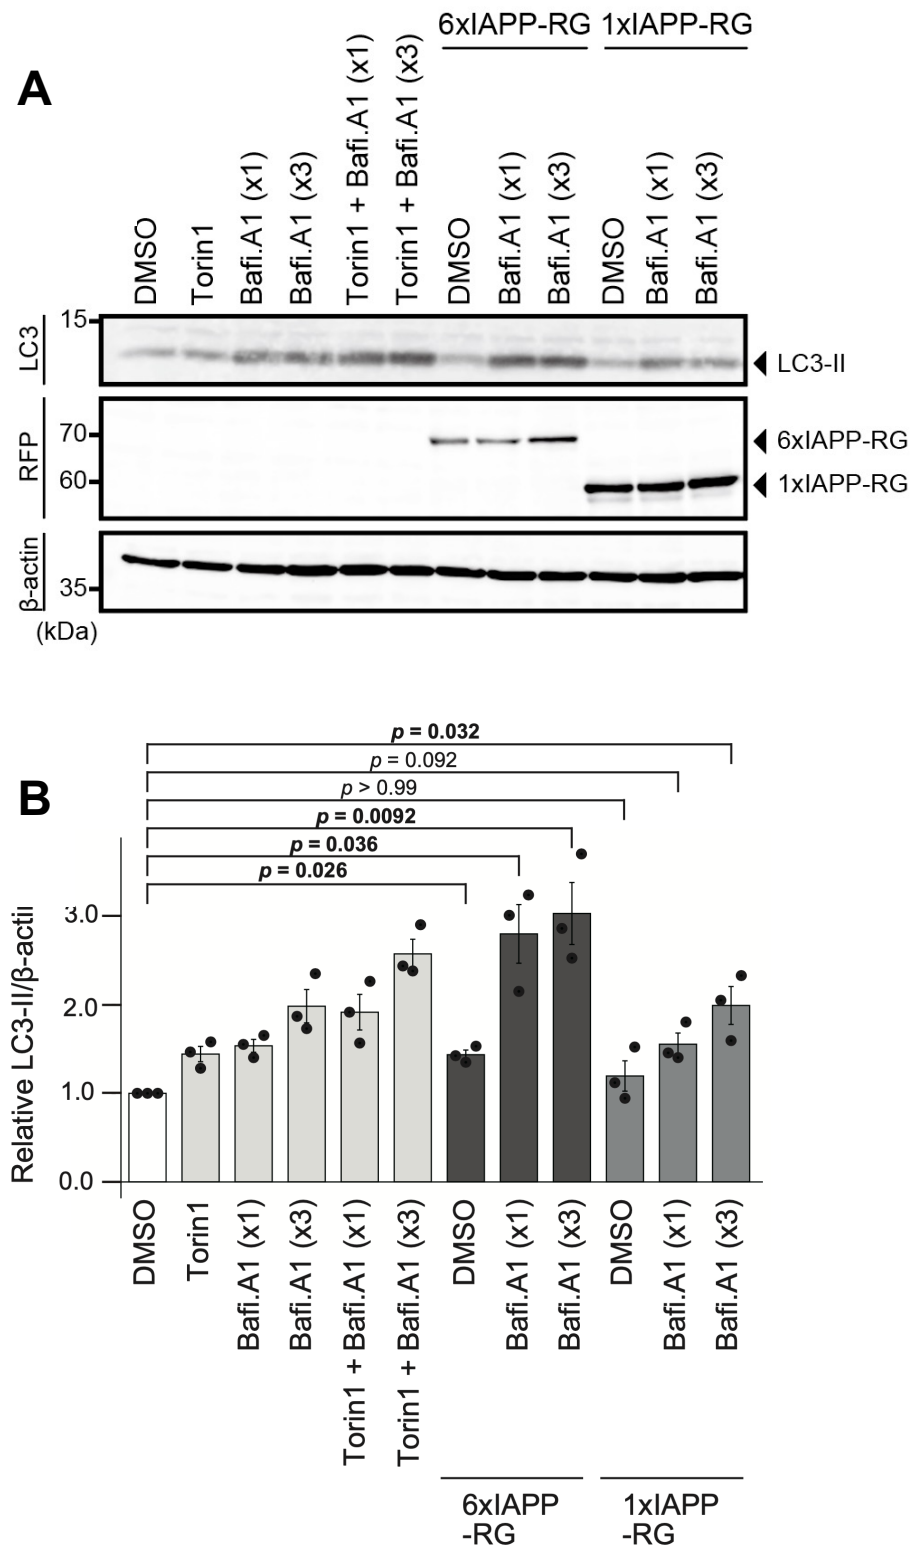 6xIAPP-RG 1xIAPP-RG
A
DMSO
Torin1
Bafi.A1 (x1)
Bafi.A1 (x3)
Torin1 + Bafi.A1 (x1)
Torin1 + Bafi.A1 (x3)
DMSO
Bafi.A1 (x1)
Bafi.A1 (x3)
DMSO
Bafi.A1 (x1)
Bafi.A1 (x3)
LC3
15
LC3-II
RFP
70
60
6xIAPP-RG
1xIAPP-RG
β-actin
35
(kDa)
B
p = 0.032
p = 0.092
p > 0.99
p = 0.0092
p = 0.036
p = 0.026
Relative LC3-II/β-actin
3.0
2.0
1.0
0.0
DMSO
Torin1
Bafi.A1 (x1)
Bafi.A1 (x3)
Torin1 + Bafi.A1 (x1)
Torin1 + Bafi.A1 (x3)
DMSO
Bafi.A1 (x1)
Bafi.A1 (x3)
DMSO
Bafi.A1 (x1)
Bafi.A1 (x3)
6xIAPP
-RG
1xIAPP
-RG